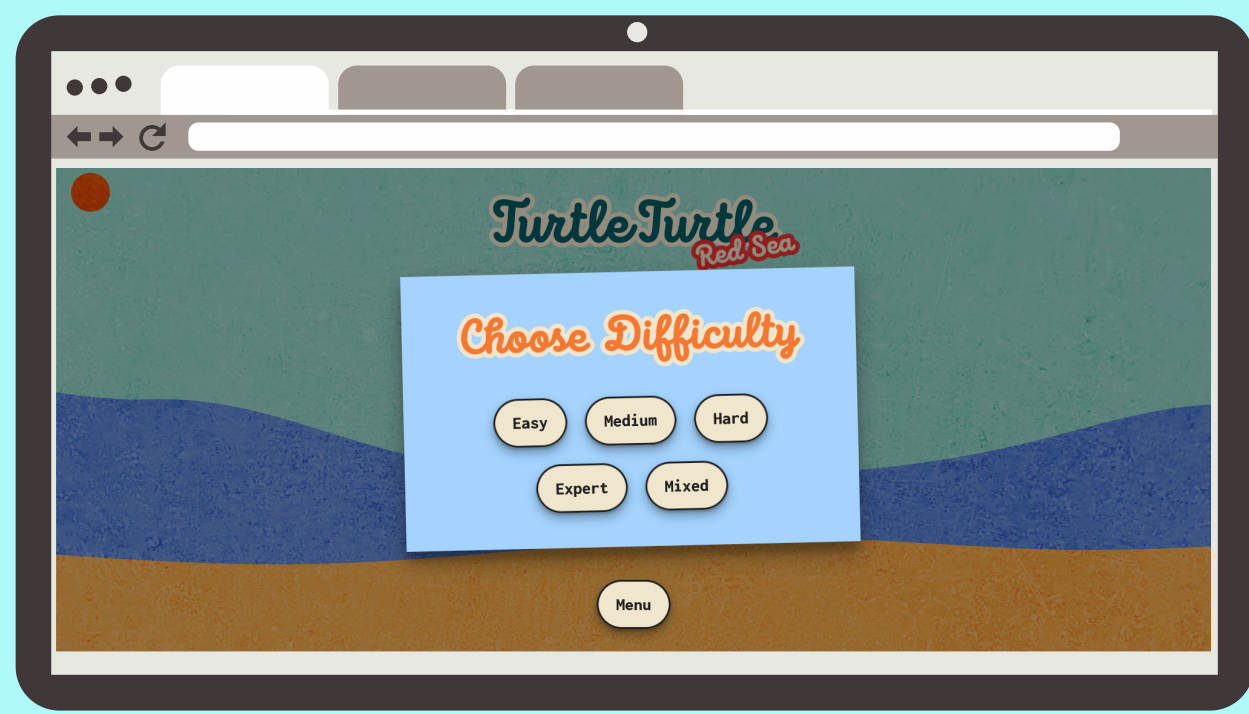 TurtleTurtle
Red Sea
Choose Difficulty
Easy Medium Hard
Expert Mixed
Menu